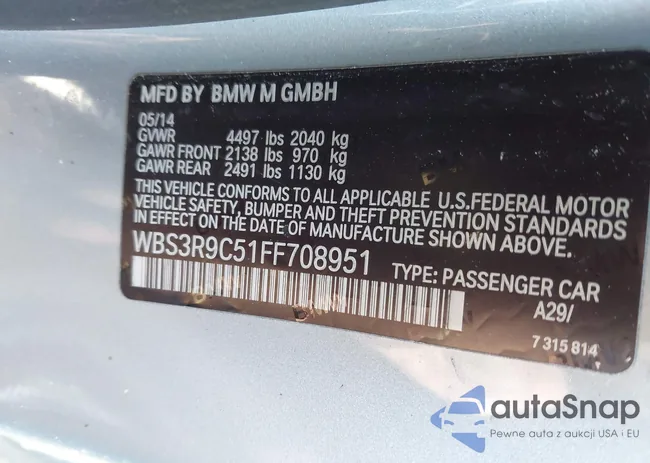 MFD BY BMW M GMBH
05/14
GVWR 4497 lbs 2040 kg
GAWR FRONT 2138 lbs 970 kg
GAWR REAR 2491 lbs 1130 kg
THIS VEHICLE CONFORMS TO ALL APPLICABLE U.S.FEDERAL MOTOR
VEHICLE SAFETY, BUMPER AND THEFT PREVENTION STANDARDS
IN EFFECT ON THE DATE OF MANUFACTURE SHOWN ABOVE.
WBS3R9C51FF708951 TYPE: PASSENGER CAR
A29/
7 315 814
autaSnap
Pewne auta z aukcji USA i EU